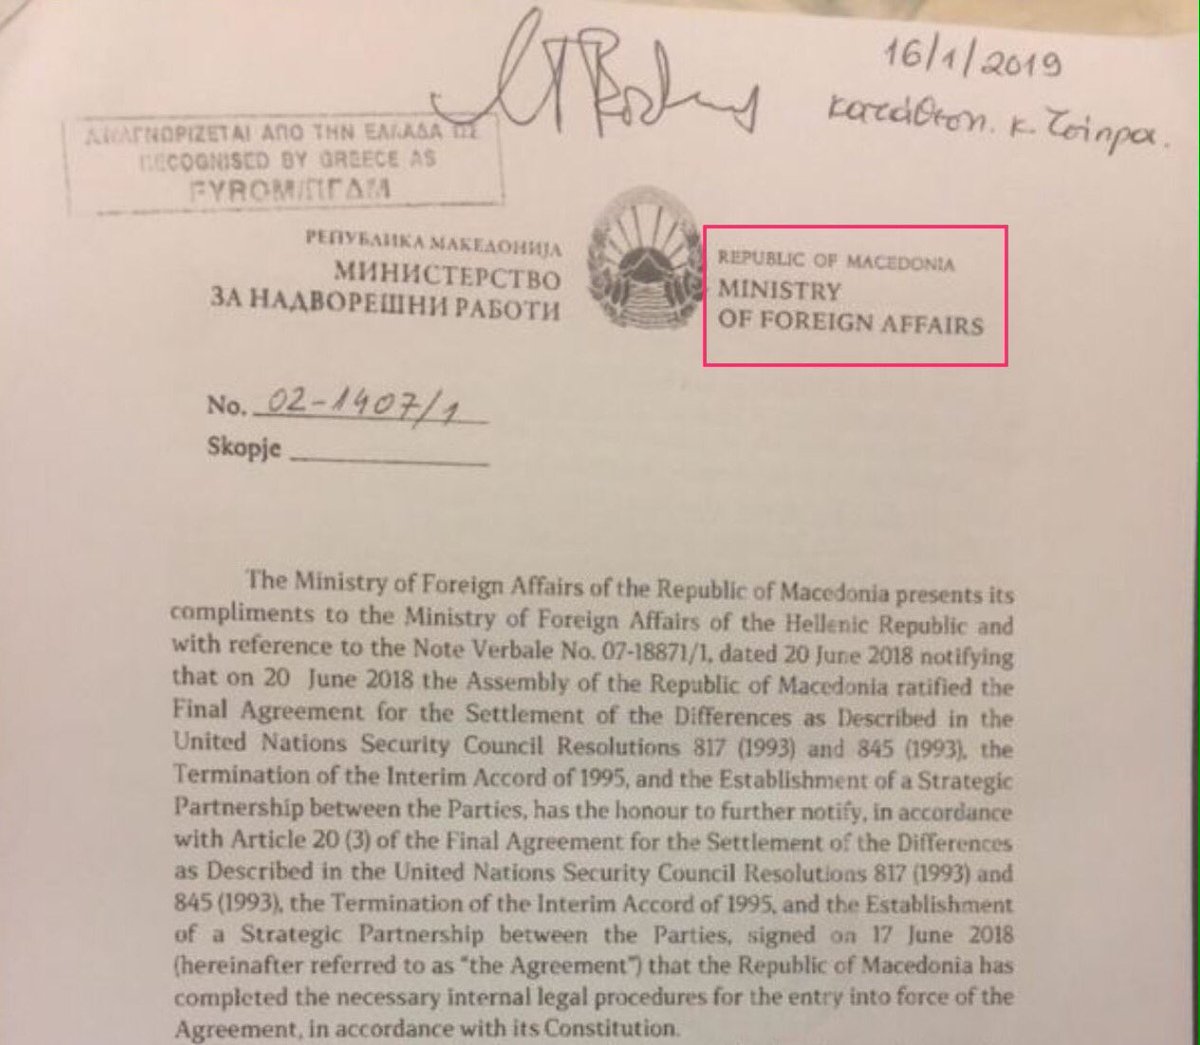 16/1/2019
κατάθεση. κ. Τσίπρα.
ΑΝΑΓΝΩΡΙΖΕΤΑΙ ΑΠΟ ΤΗΝ ΕΛΛΑΔΑ ΩΣ
RECOGNISED BY GREECE AS
FYROM/ΠΓΔΜ
РЕПУБЛИКА МАКЕДОНИЈА
МИНИСТЕРСТВО
ЗА НАДВОРЕШНИ РАБОТИ
REPUBLIC OF MACEDONIA
MINISTRY
OF FOREIGN AFFAIRS
No. 02-1407/1
Skopje
The Ministry of Foreign Affairs of the Republic of Macedonia presents its
compliments to the Ministry of Foreign Affairs of the Hellenic Republic and
with reference to the Note Verbale No. 07-18871/1, dated 20 June 2018 notifying
that on 20 June 2018 the Assembly of the Republic of Macedonia ratified the
Final Agreement for the Settlement of the Differences as Described in the
United Nations Security Council Resolutions 817 (1993) and 845 (1993), the
Termination of the Interim Accord of 1995, and the Establishment of a Strategic
Partnership between the Parties, has the honour to further notify, in accordance
with Article 20 (3) of the Final Agreement for the Settlement of the Differences
as Described in the United Nations Security Council Resolutions 817 (1993) and
845 (1993), the Termination of the Interim Accord of 1995, and the Establishment
of a Strategic Partnership between the Parties, signed on 17 June 2018
(hereinafter referred to as "the Agreement") that the Republic of Macedonia has
completed the necessary internal legal procedures for the entry into force of the
Agreement, in accordance with its Constitution.